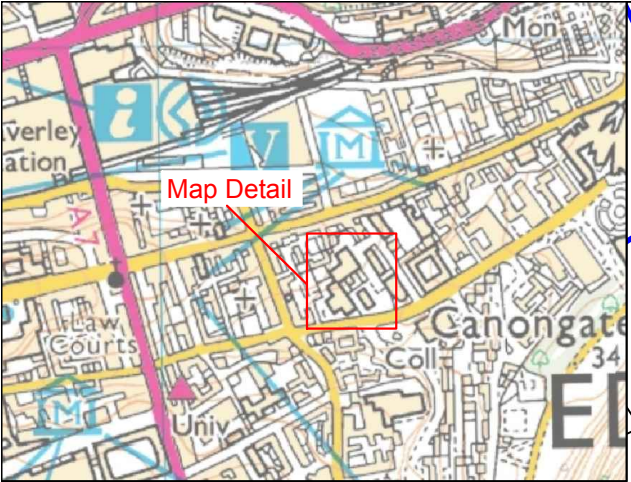 Mon
i
V
M
verley
ation
Map Detail
A7
Law
Courts
Canongate
Coll
34
M
Univ
ED